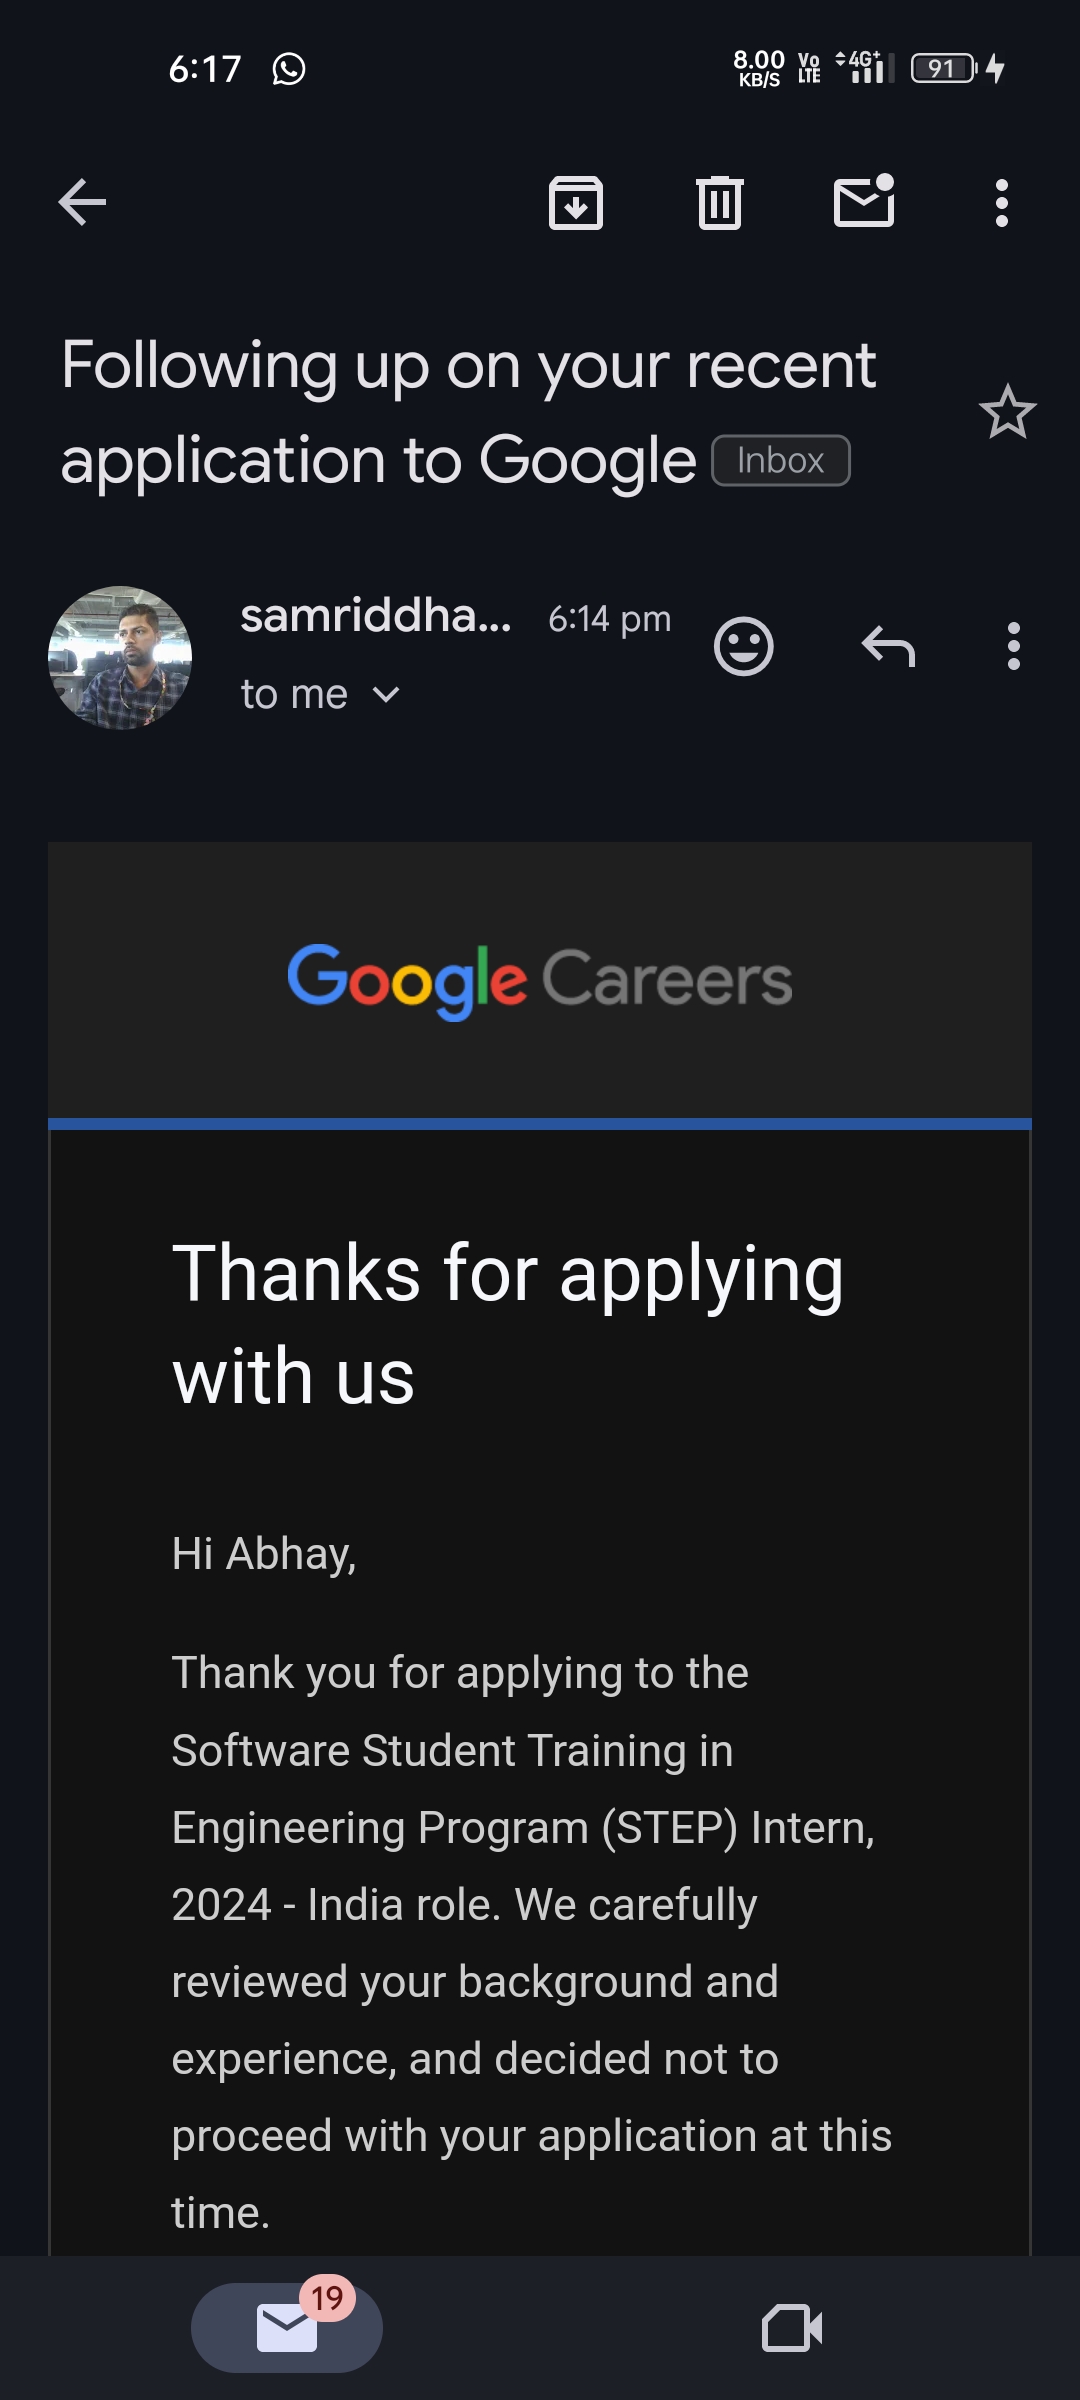 6:17
8.00 KB/S Vo LTE 4G+ 91
Following up on your recent
application to Google Inbox
samriddha... 6:14 pm
to me
Google Careers
Thanks for applying
with us
Hi Abhay,
Thank you for applying to the
Software Student Training in
Engineering Program (STEP) Intern,
2024 - India role. We carefully
reviewed your background and
experience, and decided not to
proceed with your application at this
time.
19